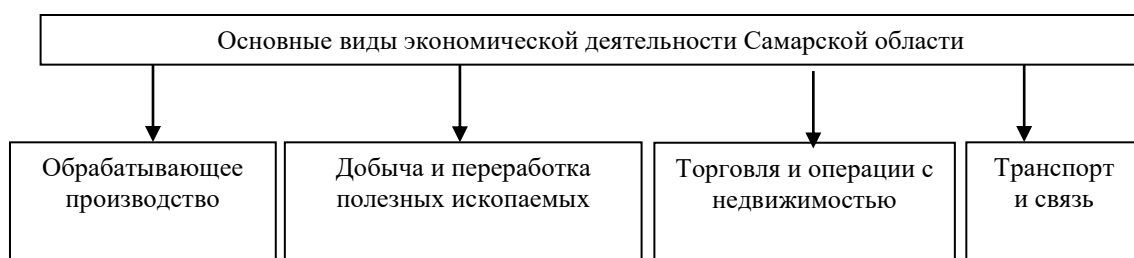 Основные виды экономической деятельности Самарской области
Обрабатывающее
производство
Добыча и переработка
полезных ископаемых
Торговля и операции с
недвижимостью
Транспорт
и связь